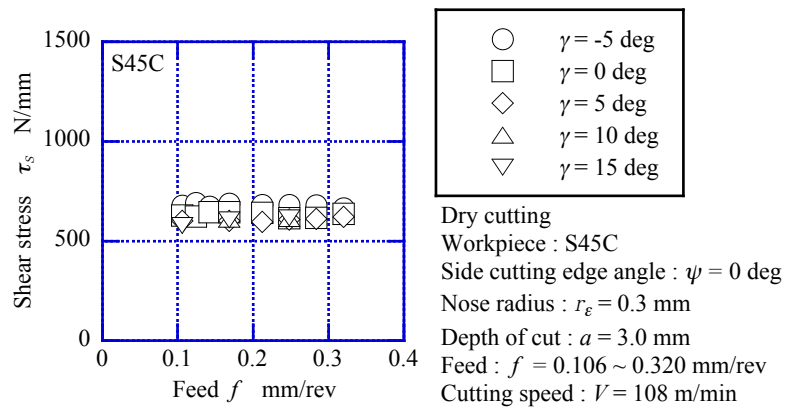 1500
S45C
1000
500
0
Shear stress τs N/mm
0
0.1
0.2
0.3
0.4
Feed f mm/rev
γ = -5 deg
γ = 0 deg
γ = 5 deg
γ = 10 deg
γ = 15 deg
Dry cutting
Workpiece : S45C
Side cutting edge angle : ψ = 0 deg
Nose radius : rε = 0.3 mm
Depth of cut : a = 3.0 mm
Feed : f = 0.106 ~ 0.320 mm/rev
Cutting speed : V = 108 m/min